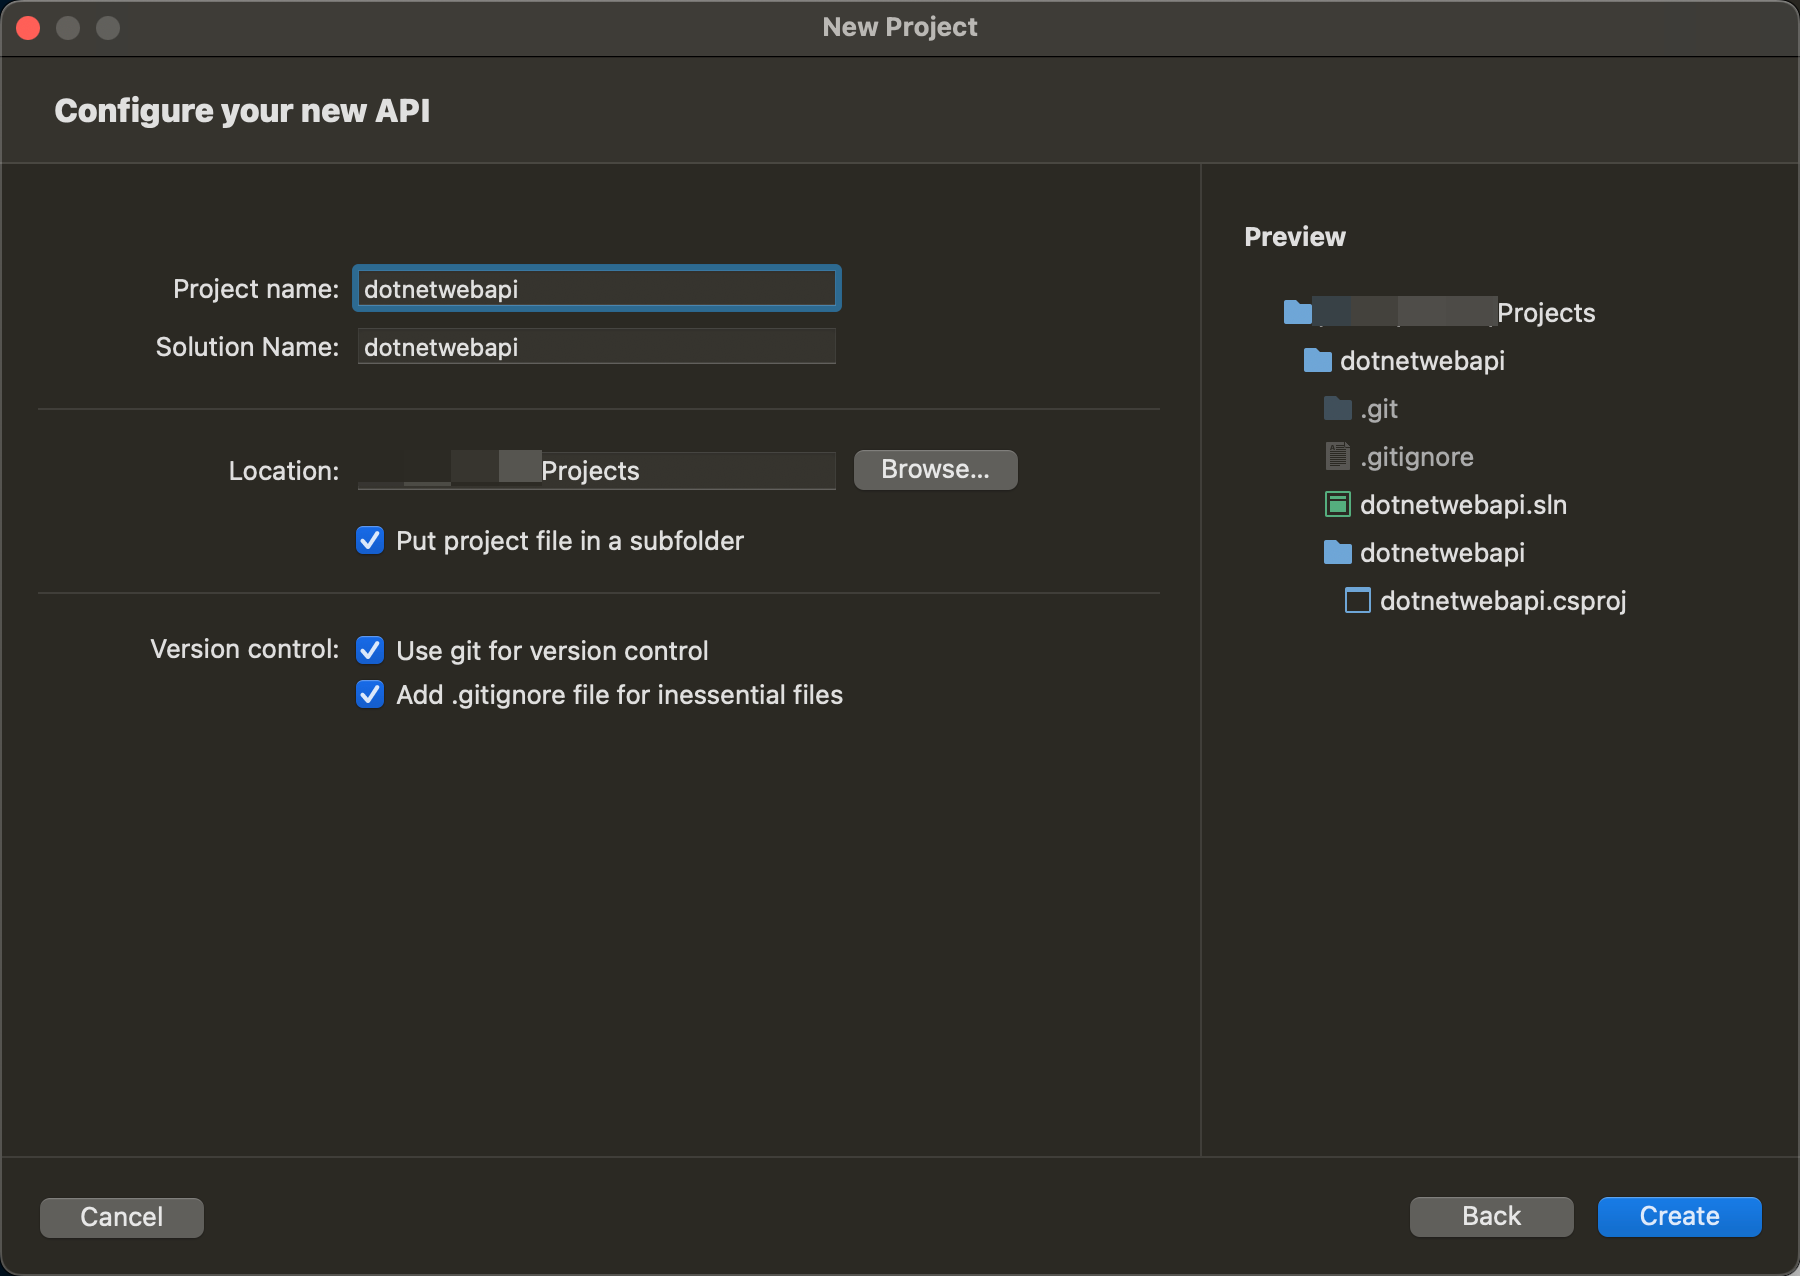 New Project
Configure your new API
Project name: dotnetwebapi
Solution Name: dotnetwebapi
Location: Projects Browse...
Put project file in a subfolder
Version control: Use git for version control
Add .gitignore file for inessential files
Preview
Projects
dotnetwebapi
.git
.gitignore
dotnetwebapi.sln
dotnetwebapi
dotnetwebapi.csproj
Cancel
Back
Create